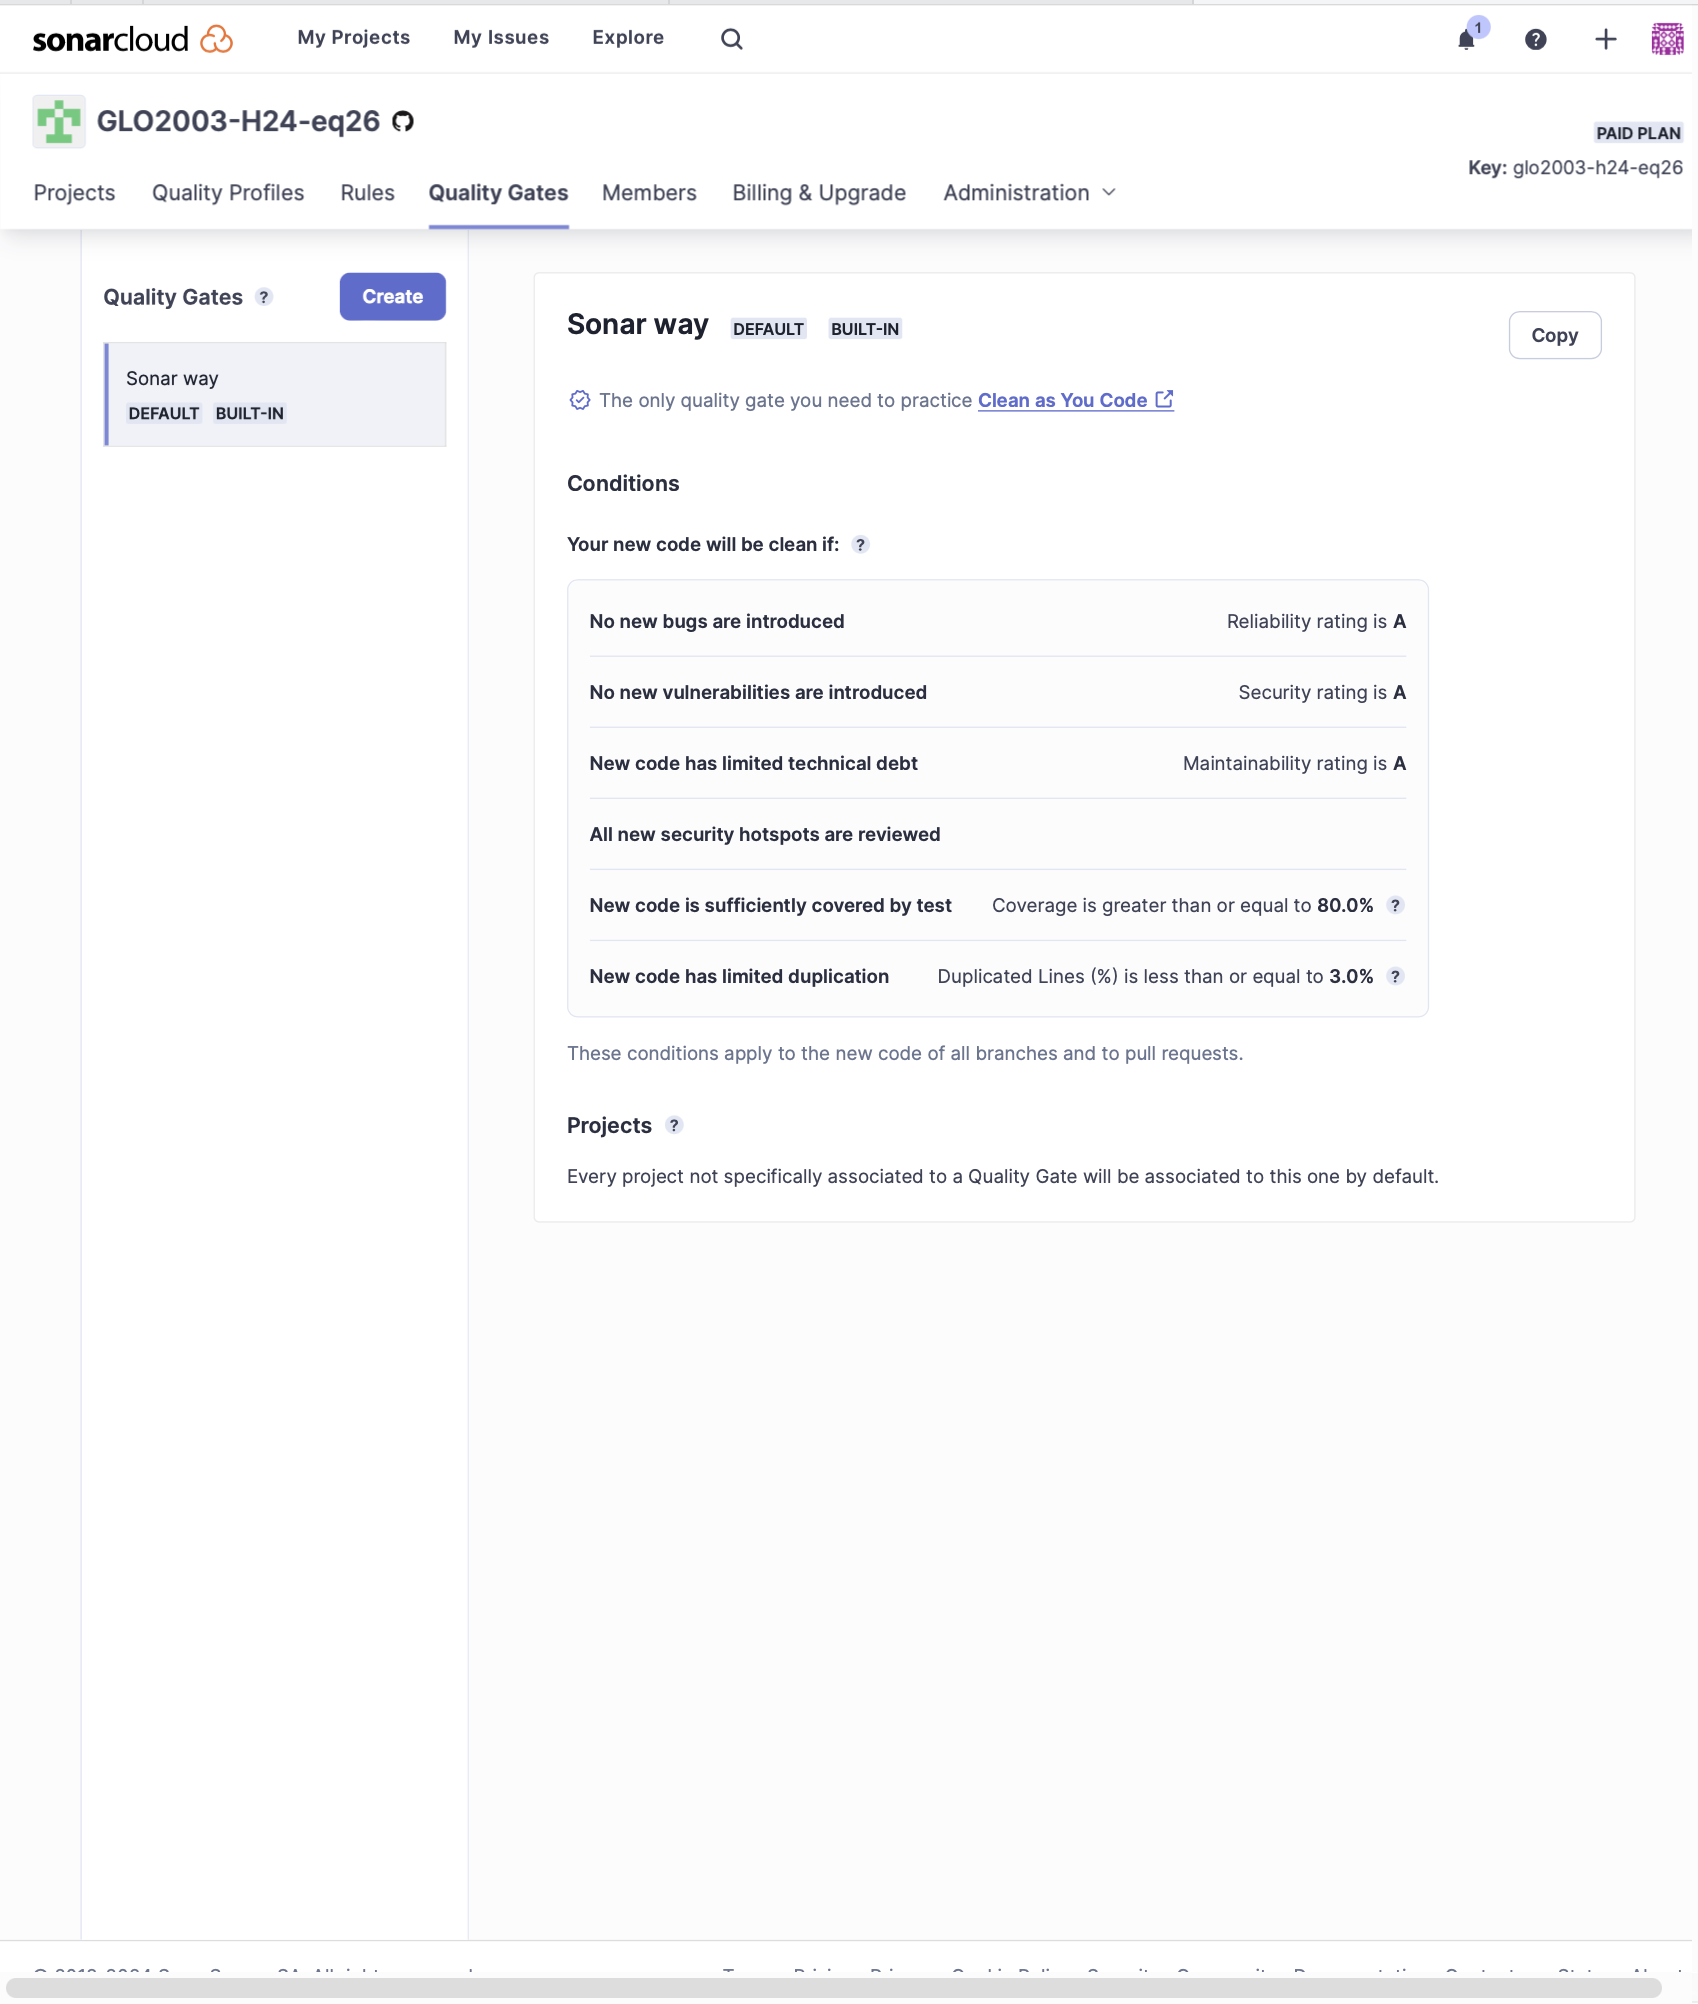 sonarcloud
My Projects
My Issues
Explore
1
?
GLO2003-H24-eq26
PAID PLAN
Key: glo2003-h24-eq26
Projects
Quality Profiles
Rules
Quality Gates
Members
Billing & Upgrade
Administration
Quality Gates ?
Create
Sonar way
DEFAULT BUILT-IN
Sonar way DEFAULT BUILT-IN
Copy
The only quality gate you need to practice Clean as You Code
Conditions
Your new code will be clean if: ?
No new bugs are introduced Reliability rating is A
No new vulnerabilities are introduced Security rating is A
New code has limited technical debt Maintainability rating is A
All new security hotspots are reviewed
New code is sufficiently covered by test Coverage is greater than or equal to 80.0% ?
New code has limited duplication Duplicated Lines (%) is less than or equal to 3.0% ?
These conditions apply to the new code of all branches and to pull requests.
Projects ?
Every project not specifically associated to a Quality Gate will be associated to this one by default.